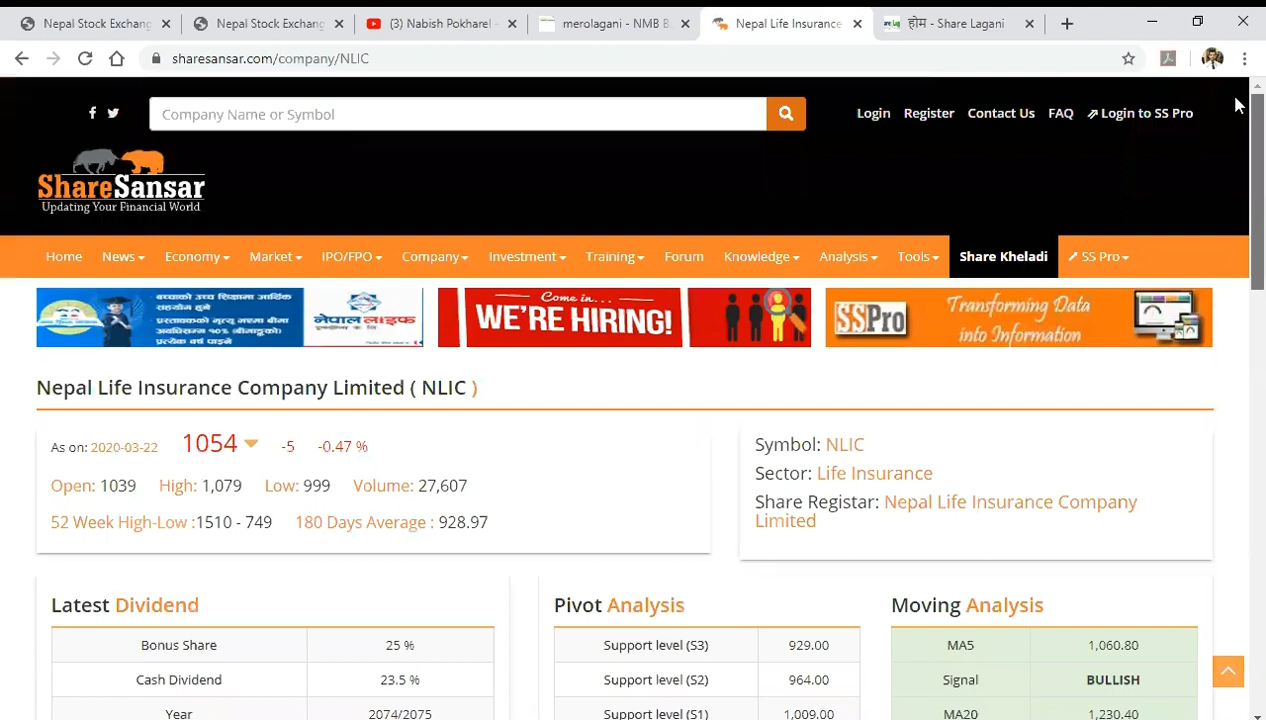 Nepal Stock Exchang
Nepal Stock Exchang
(3) Nabish Pokharel -
merolagani - NMB B
Nepal Life Insurance
होम - Share Lagani
sharesansar.com/company/NLIC
Company Name or Symbol
Login Register Contact Us FAQ Login to SS Pro
ShareSansar
Updating Your Financial World
Home News Economy Market IPO/FPO Company Investment Training Forum Knowledge Analysis Tools Share Kheladi SS Pro
बच्चाको उच्च शिक्षामा आर्थिक
सहयोग हुने
प्रत्येक वर्ष पाइने
नेपाल लाइफ
Come in...
WE'RE HIRING!
SSPro
Transforming Data
into Information
Nepal Life Insurance Company Limited ( NLIC )
As on: 2020-03-22 1054 -5 -0.47 %
Open: 1039 High: 1,079 Low: 999 Volume: 27,607
52 Week High-Low :1510 - 749 180 Days Average : 928.97
Symbol: NLIC
Sector: Life Insurance
Share Registar: Nepal Life Insurance Company
Limited
Latest Dividend
Bonus Share 25 %
Cash Dividend 23.5 %
Year 2074/2075
Pivot Analysis
Support level (S3) 929.00
Support level (S2) 964.00
Support level (S1) 1,009.00
Moving Analysis
MA5 1,060.80
Signal BULLISH
MA20 1,230.40